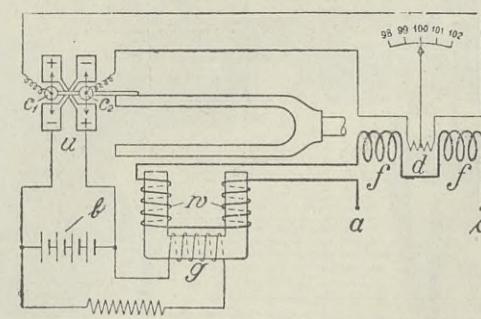 98 99 100 101 102
+ − + −
C₁ C₂
− + − +
u
b
w
g
f d f
a